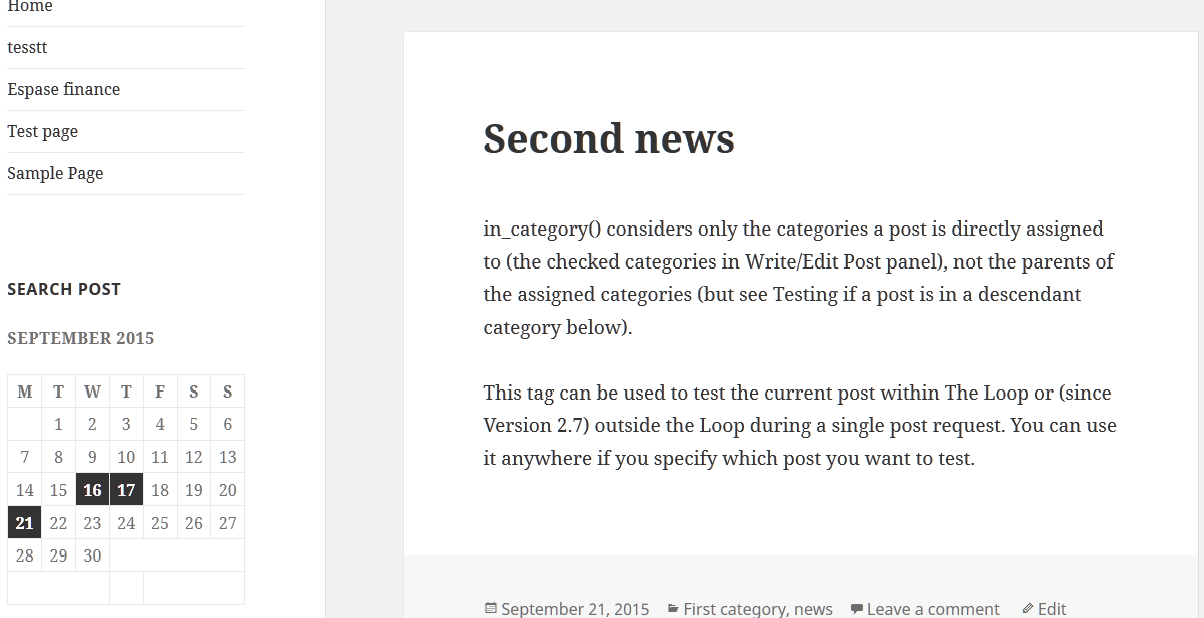 Home
tesstt
Espase finance
Test page
Sample Page
SEARCH POST
SEPTEMBER 2015
M T W T F S S
1 2 3 4 5 6
7 8 9 10 11 12 13
14 15 16 17 18 19 20
21 22 23 24 25 26 27
28 29 30
Second news
in_category() considers only the categories a post is directly assigned
to (the checked categories in Write/Edit Post panel), not the parents of
the assigned categories (but see Testing if a post is in a descendant
category below).
This tag can be used to test the current post within The Loop or (since
Version 2.7) outside the Loop during a single post request. You can use
it anywhere if you specify which post you want to test.
September 21, 2015 First category, news Leave a comment Edit